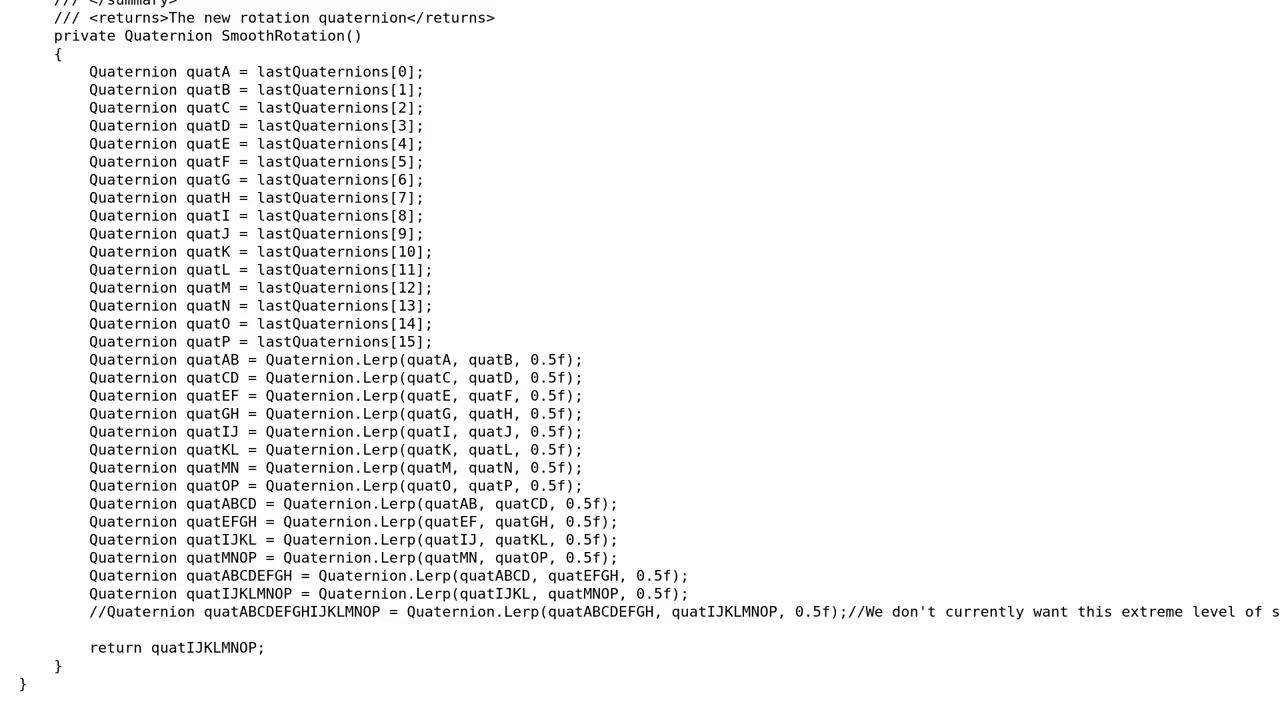 /// </summary>
/// <returns>The new rotation quaternion</returns>
private Quaternion SmoothRotation()
{
Quaternion quatA = lastQuaternions[0];
Quaternion quatB = lastQuaternions[1];
Quaternion quatC = lastQuaternions[2];
Quaternion quatD = lastQuaternions[3];
Quaternion quatE = lastQuaternions[4];
Quaternion quatF = lastQuaternions[5];
Quaternion quatG = lastQuaternions[6];
Quaternion quatH = lastQuaternions[7];
Quaternion quatI = lastQuaternions[8];
Quaternion quatJ = lastQuaternions[9];
Quaternion quatK = lastQuaternions[10];
Quaternion quatL = lastQuaternions[11];
Quaternion quatM = lastQuaternions[12];
Quaternion quatN = lastQuaternions[13];
Quaternion quatO = lastQuaternions[14];
Quaternion quatP = lastQuaternions[15];
Quaternion quatAB = Quaternion.Lerp(quatA, quatB, 0.5f);
Quaternion quatCD = Quaternion.Lerp(quatC, quatD, 0.5f);
Quaternion quatEF = Quaternion.Lerp(quatE, quatF, 0.5f);
Quaternion quatGH = Quaternion.Lerp(quatG, quatH, 0.5f);
Quaternion quatIJ = Quaternion.Lerp(quatI, quatJ, 0.5f);
Quaternion quatKL = Quaternion.Lerp(quatK, quatL, 0.5f);
Quaternion quatMN = Quaternion.Lerp(quatM, quatN, 0.5f);
Quaternion quatOP = Quaternion.Lerp(quatO, quatP, 0.5f);
Quaternion quatABCD = Quaternion.Lerp(quatAB, quatCD, 0.5f);
Quaternion quatEFGH = Quaternion.Lerp(quatEF, quatGH, 0.5f);
Quaternion quatIJKL = Quaternion.Lerp(quatIJ, quatKL, 0.5f);
Quaternion quatMNOP = Quaternion.Lerp(quatMN, quatOP, 0.5f);
Quaternion quatABCDEFGH = Quaternion.Lerp(quatABCD, quatEFGH, 0.5f);
Quaternion quatIJKLMNOP = Quaternion.Lerp(quatIJKL, quatMNOP, 0.5f);
//Quaternion quatABCDEFGHIJKLMNOP = Quaternion.Lerp(quatABCDEFGH, quatIJKLMNOP, 0.5f);//We don't currently want this extreme level of s
return quatIJKLMNOP;
}
}